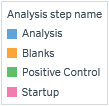 Analysis step name
Analysis
Blanks
Positive Control
Startup